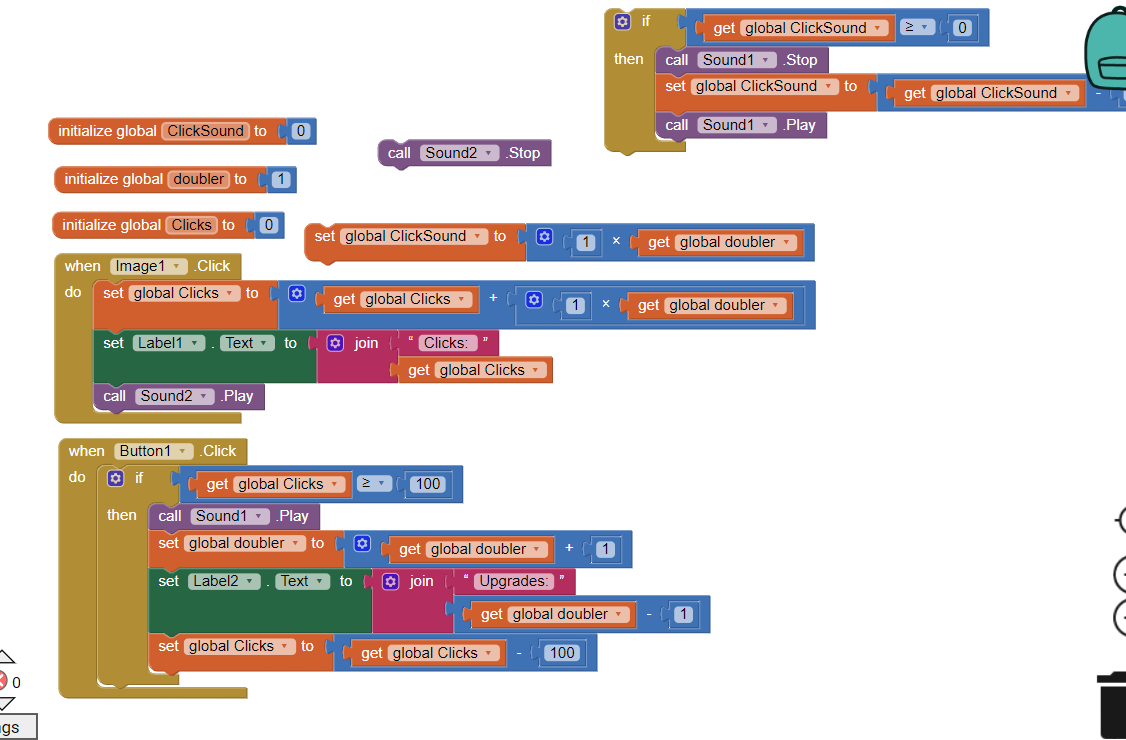 if get global ClickSound ≥ 0
then call Sound1 .Stop
set global ClickSound to get global ClickSound -
call Sound1 .Play
initialize global ClickSound to 0
call Sound2 .Stop
initialize global doubler to 1
initialize global Clicks to 0
set global ClickSound to 1 × get global doubler
when Image1 .Click
do set global Clicks to get global Clicks + 1 × get global doubler
set Label1 . Text to join “ Clicks: ”
get global Clicks
call Sound2 .Play
when Button1 .Click
do if get global Clicks ≥ 100
then call Sound1 .Play
set global doubler to get global doubler + 1
set Label2 . Text to join “ Upgrades: ”
get global doubler - 1
set global Clicks to get global Clicks - 100
0